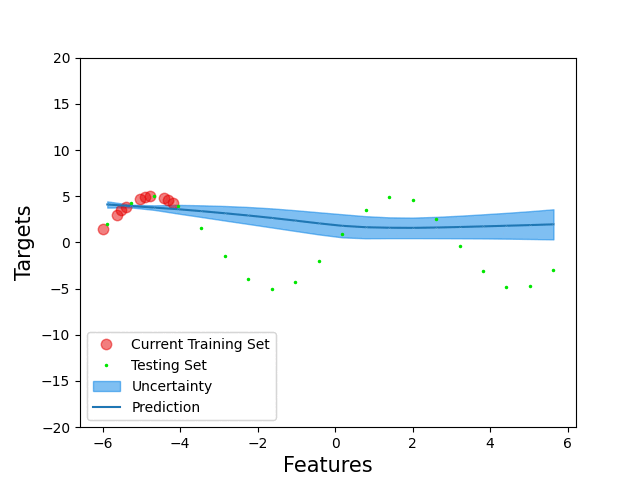 20
15
10
5
0
−5
−10
−15
−20
Targets
Current Training Set
Testing Set
Uncertainty
Prediction
−6 −4 −2 0 2 4 6
Features